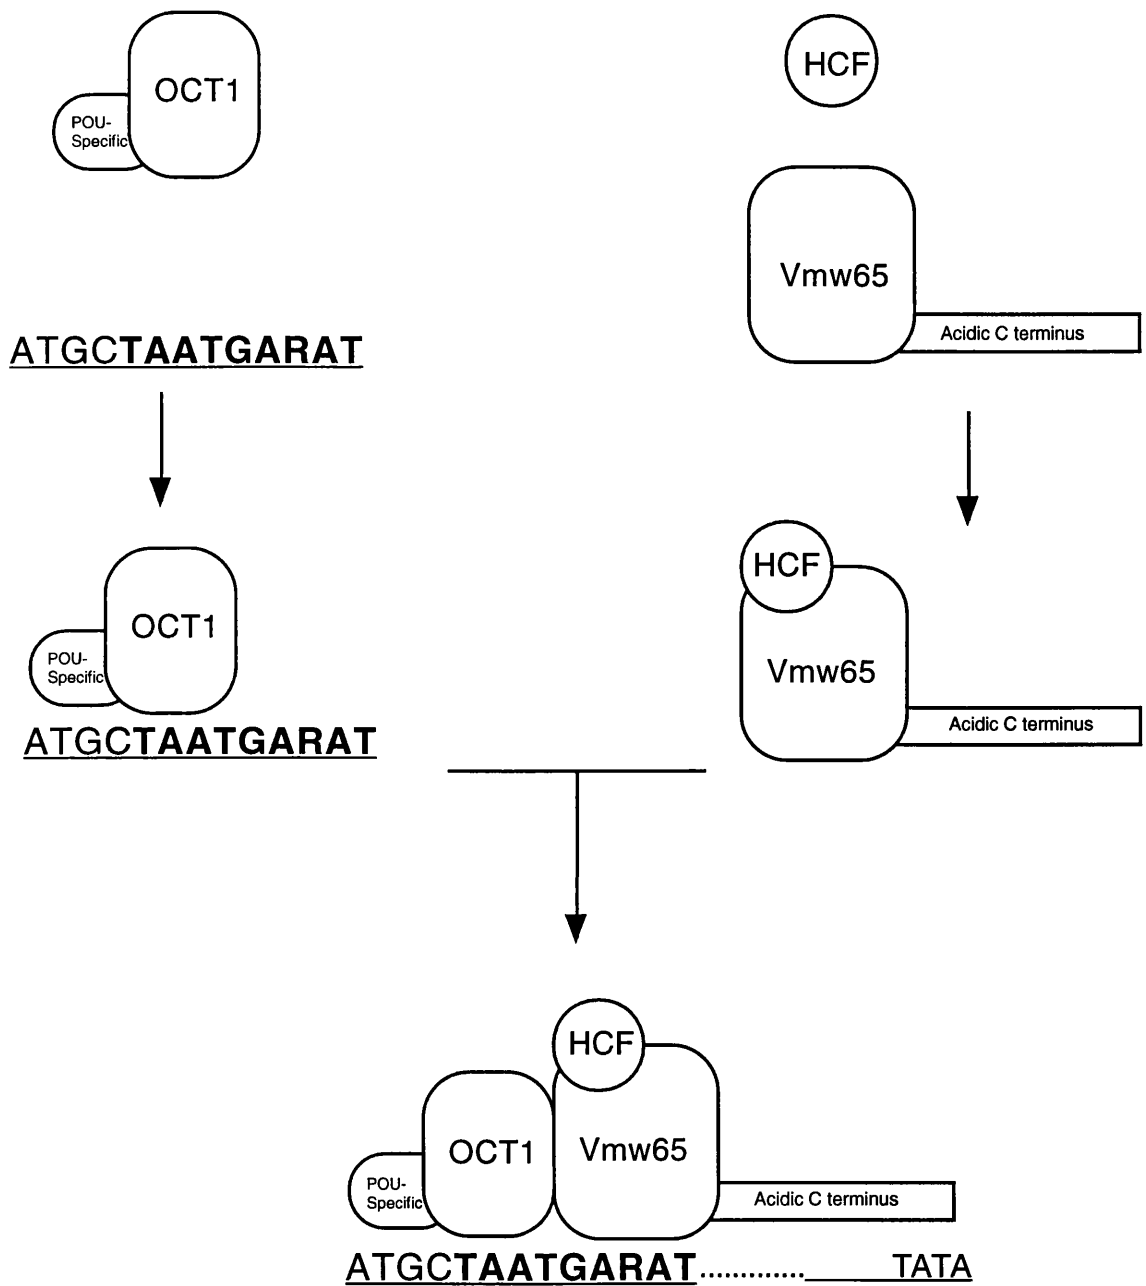 OCT1
POU-
Specific
HCF
Vmw65
Acidic C terminus
ATGCTAATGARAT
OCT1
POU-
Specific
ATGCTAATGARAT
HCF
Vmw65
Acidic C terminus
HCF
OCT1
Vmw65
POU-
Specific
Acidic C terminus
ATGCTAATGARAT.............____TATA